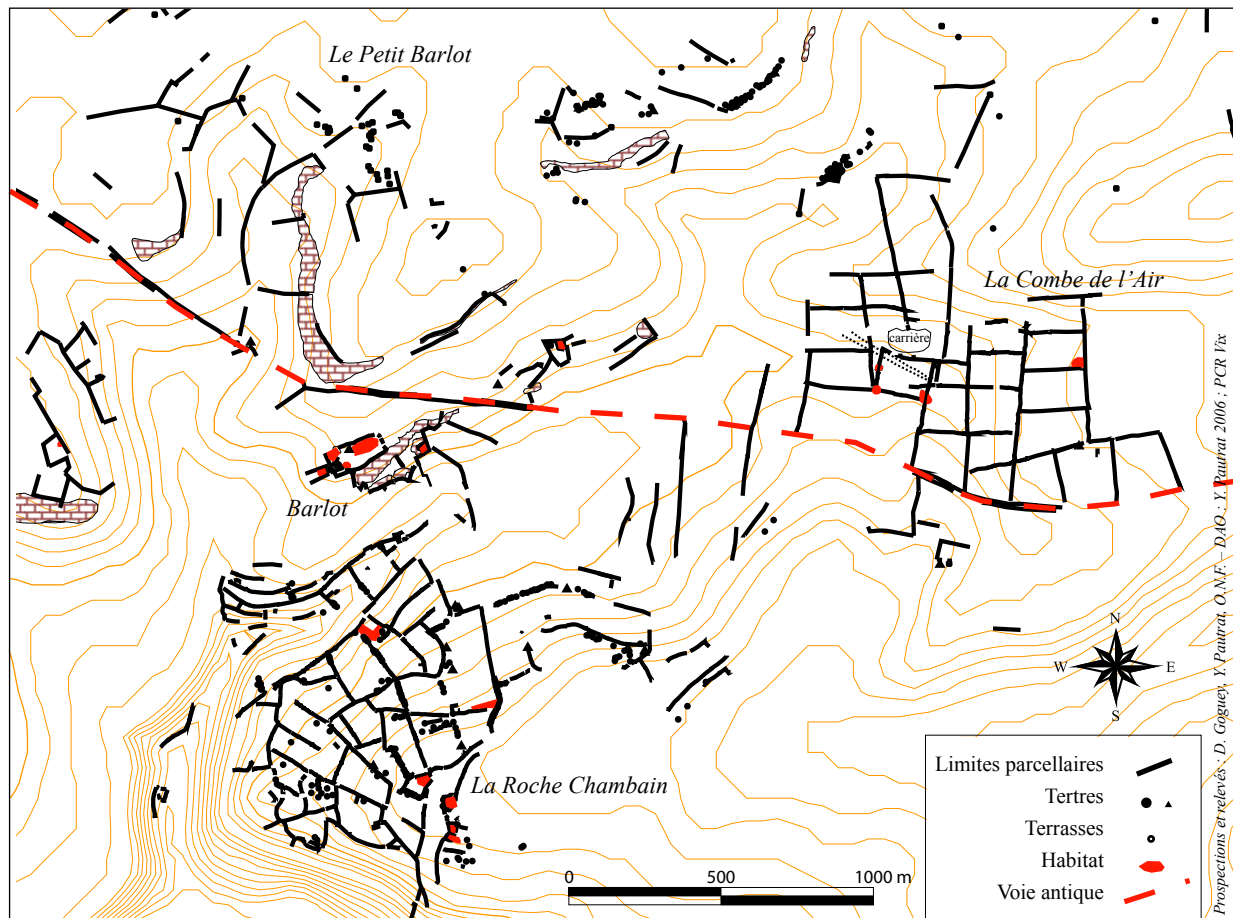 Le Petit Barlot
La Combe de l'Air
carrière
Barlot
La Roche Chambain
N
W
E
S
0
500
1000 m
Limites parcellaires
Tertres
Terrasses
Habitat
Voie antique
Prospections et relevés : D. Goguey, Y. Pautrat, O.N.F. – DAO : Y. Pautrat 2006 ; PCR Vix